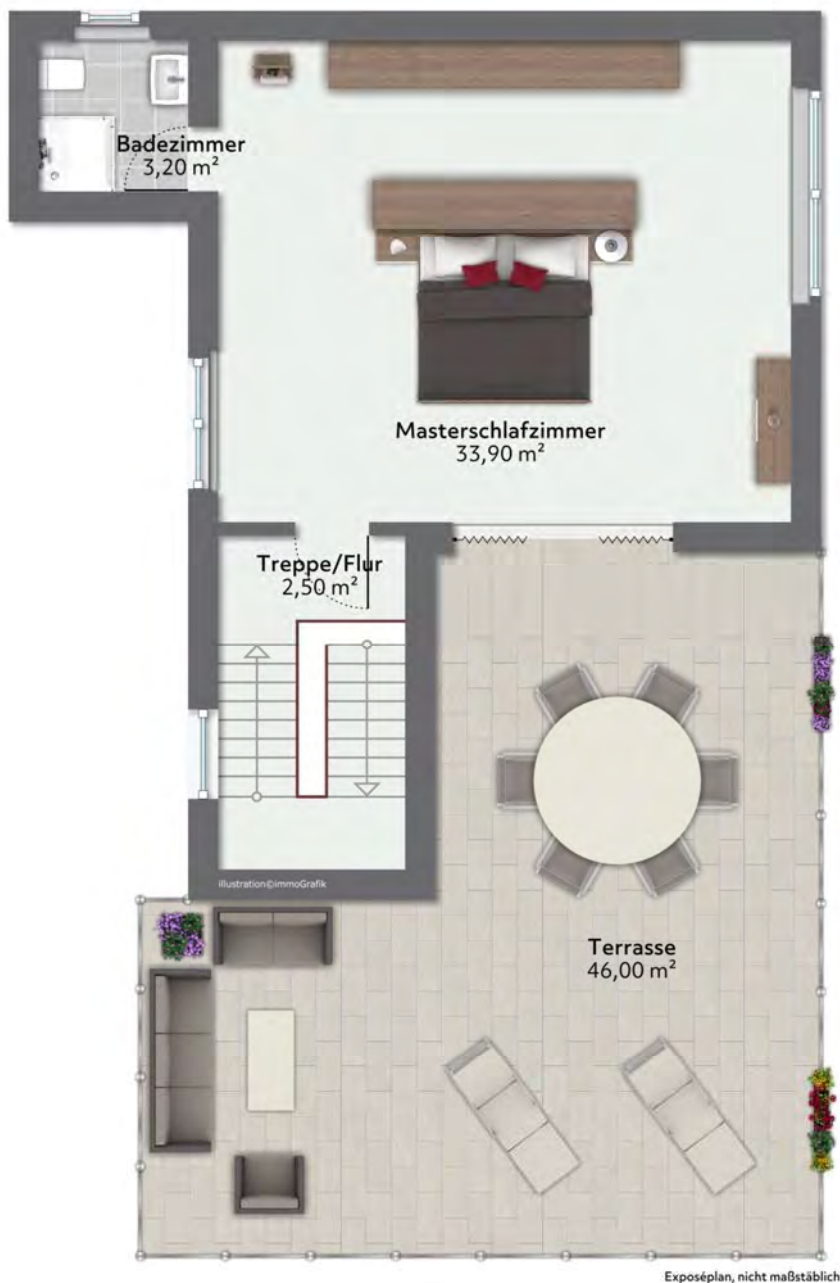 Badezimmer
3,20 m²
Masterschlafzimmer
33,90 m²
Treppe/Flur
2,50 m²
illustration©immoGrafik
Terrasse
46,00 m²
Exposéplan, nicht maßstäblich